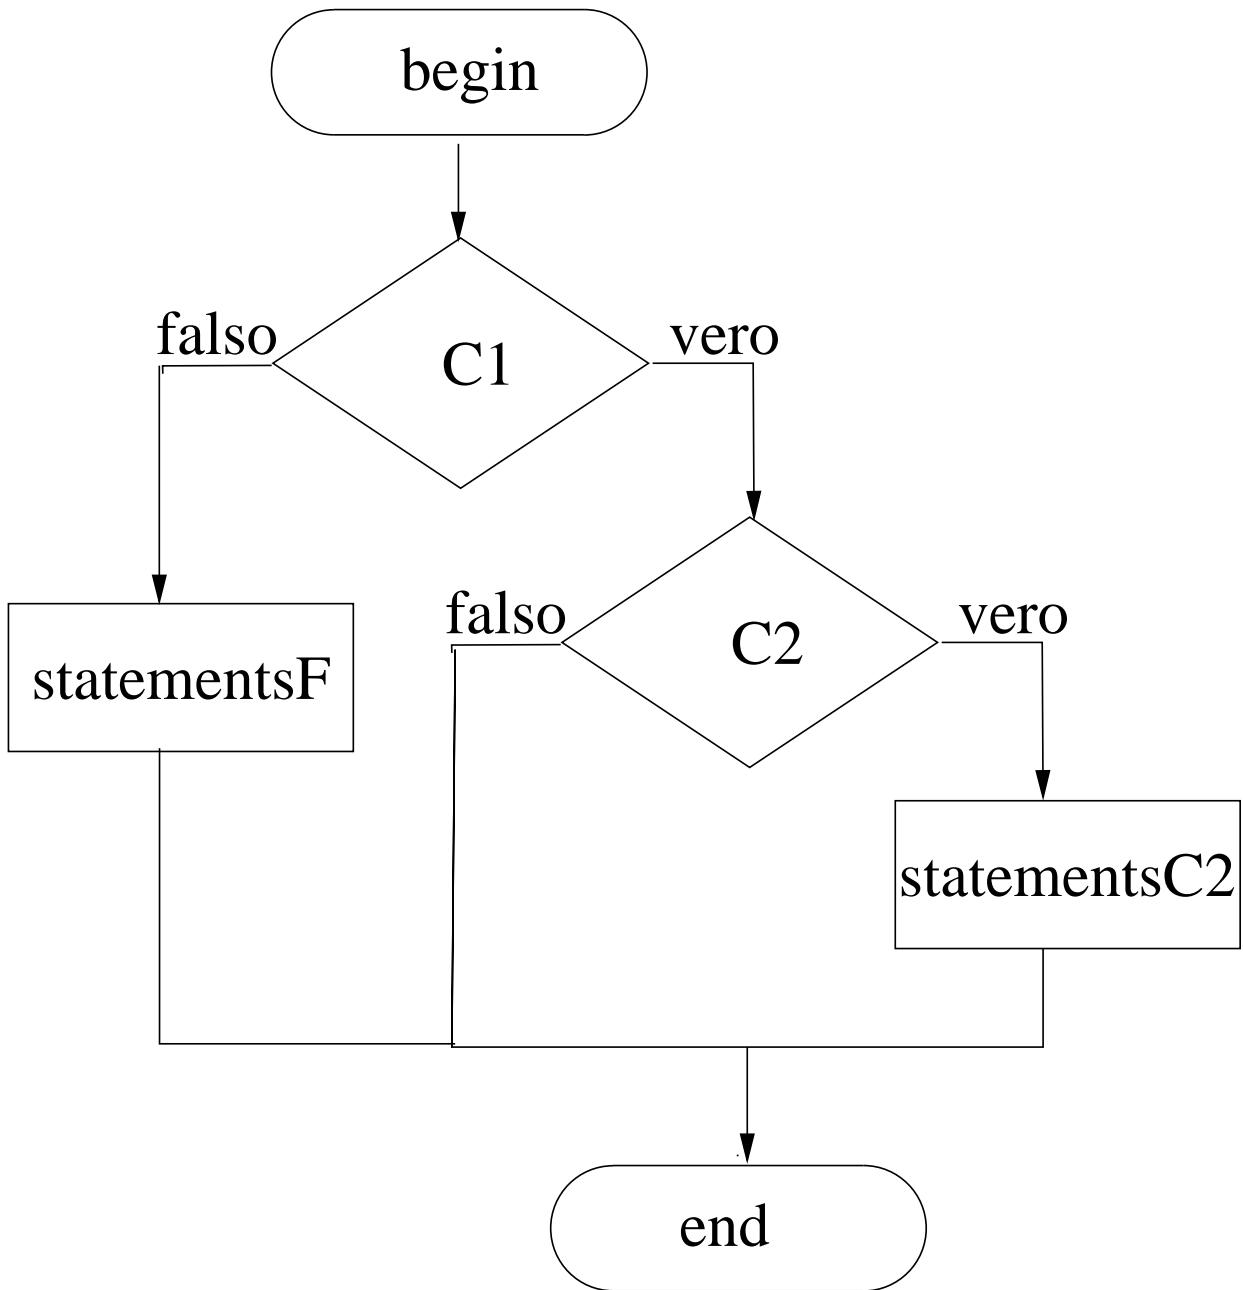 begin
falso
vero
C1
falso
vero
C2
statementsF
statementsC2
end